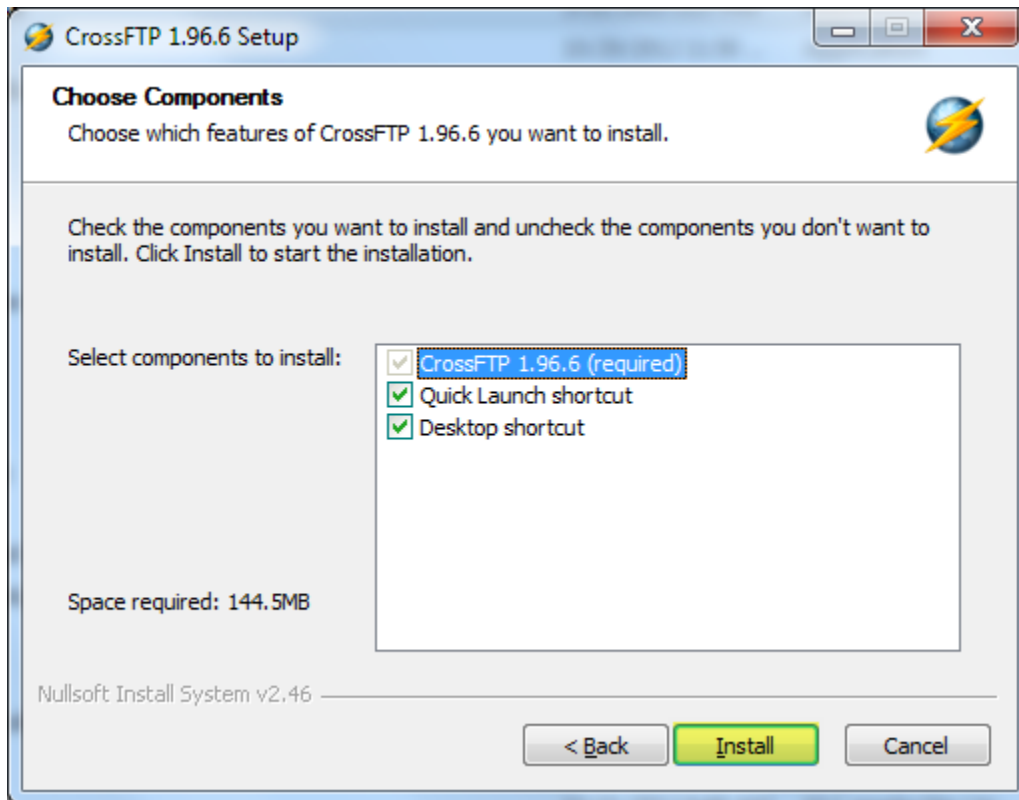 CrossFTP 1.96.6 Setup
Choose Components
Choose which features of CrossFTP 1.96.6 you want to install.
Check the components you want to install and uncheck the components you don't want to
install. Click Install to start the installation.
Select components to install:
CrossFTP 1.96.6 (required)
Quick Launch shortcut
Desktop shortcut
Space required: 144.5MB
Nullsoft Install System v2.46
< Back
Install
Cancel